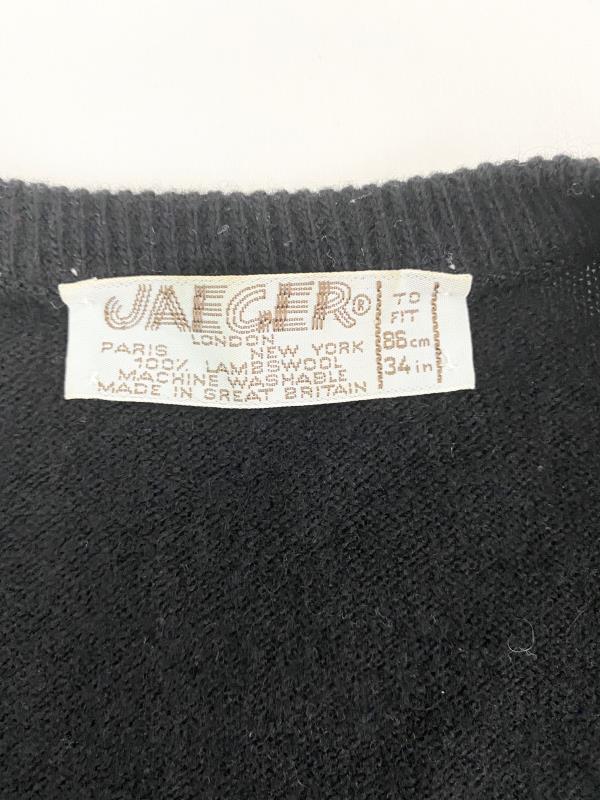 JAEGER®
LONDON
PARIS NEW YORK
100% LAMBSWOOL
MACHINE WASHABLE
MADE IN GREAT BRITAIN
TO
FIT
86cm
34in